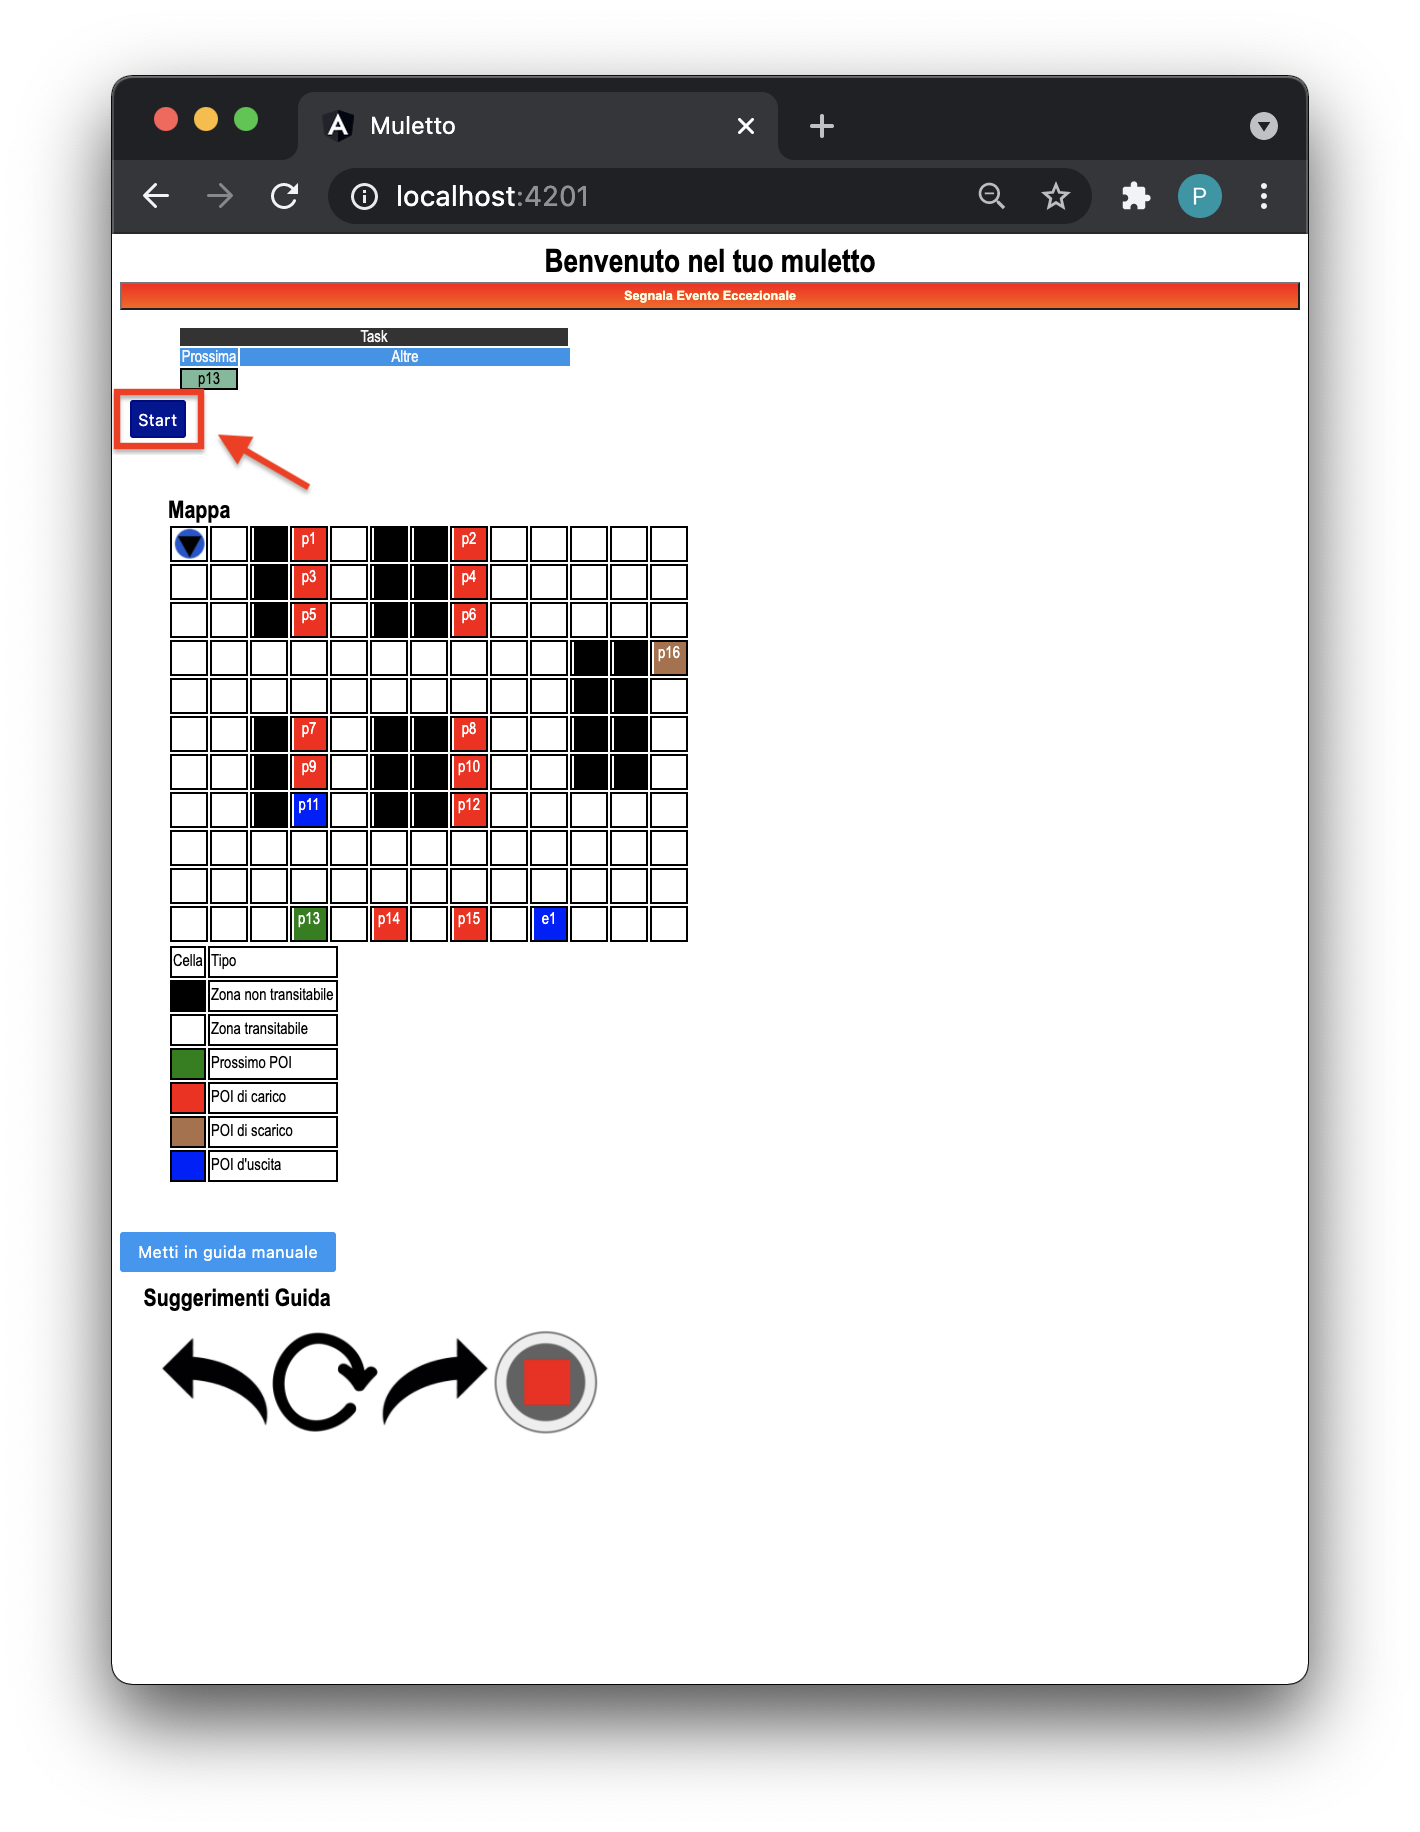 Muletto
localhost:4201
P
Benvenuto nel tuo muletto
Segnala Evento Eccezionale
Task
Prossima Altre
p13
Start
Mappa
p1 p2
p3 p4
p5 p6
p16
p7 p8
p9 p10
p11 p12
p13 p14 p15 e1
Cella Tipo
Zona non transitabile
Zona transitabile
Prossimo POI
POI di carico
POI di scarico
POI d'uscita
Metti in guida manuale
Suggerimenti Guida